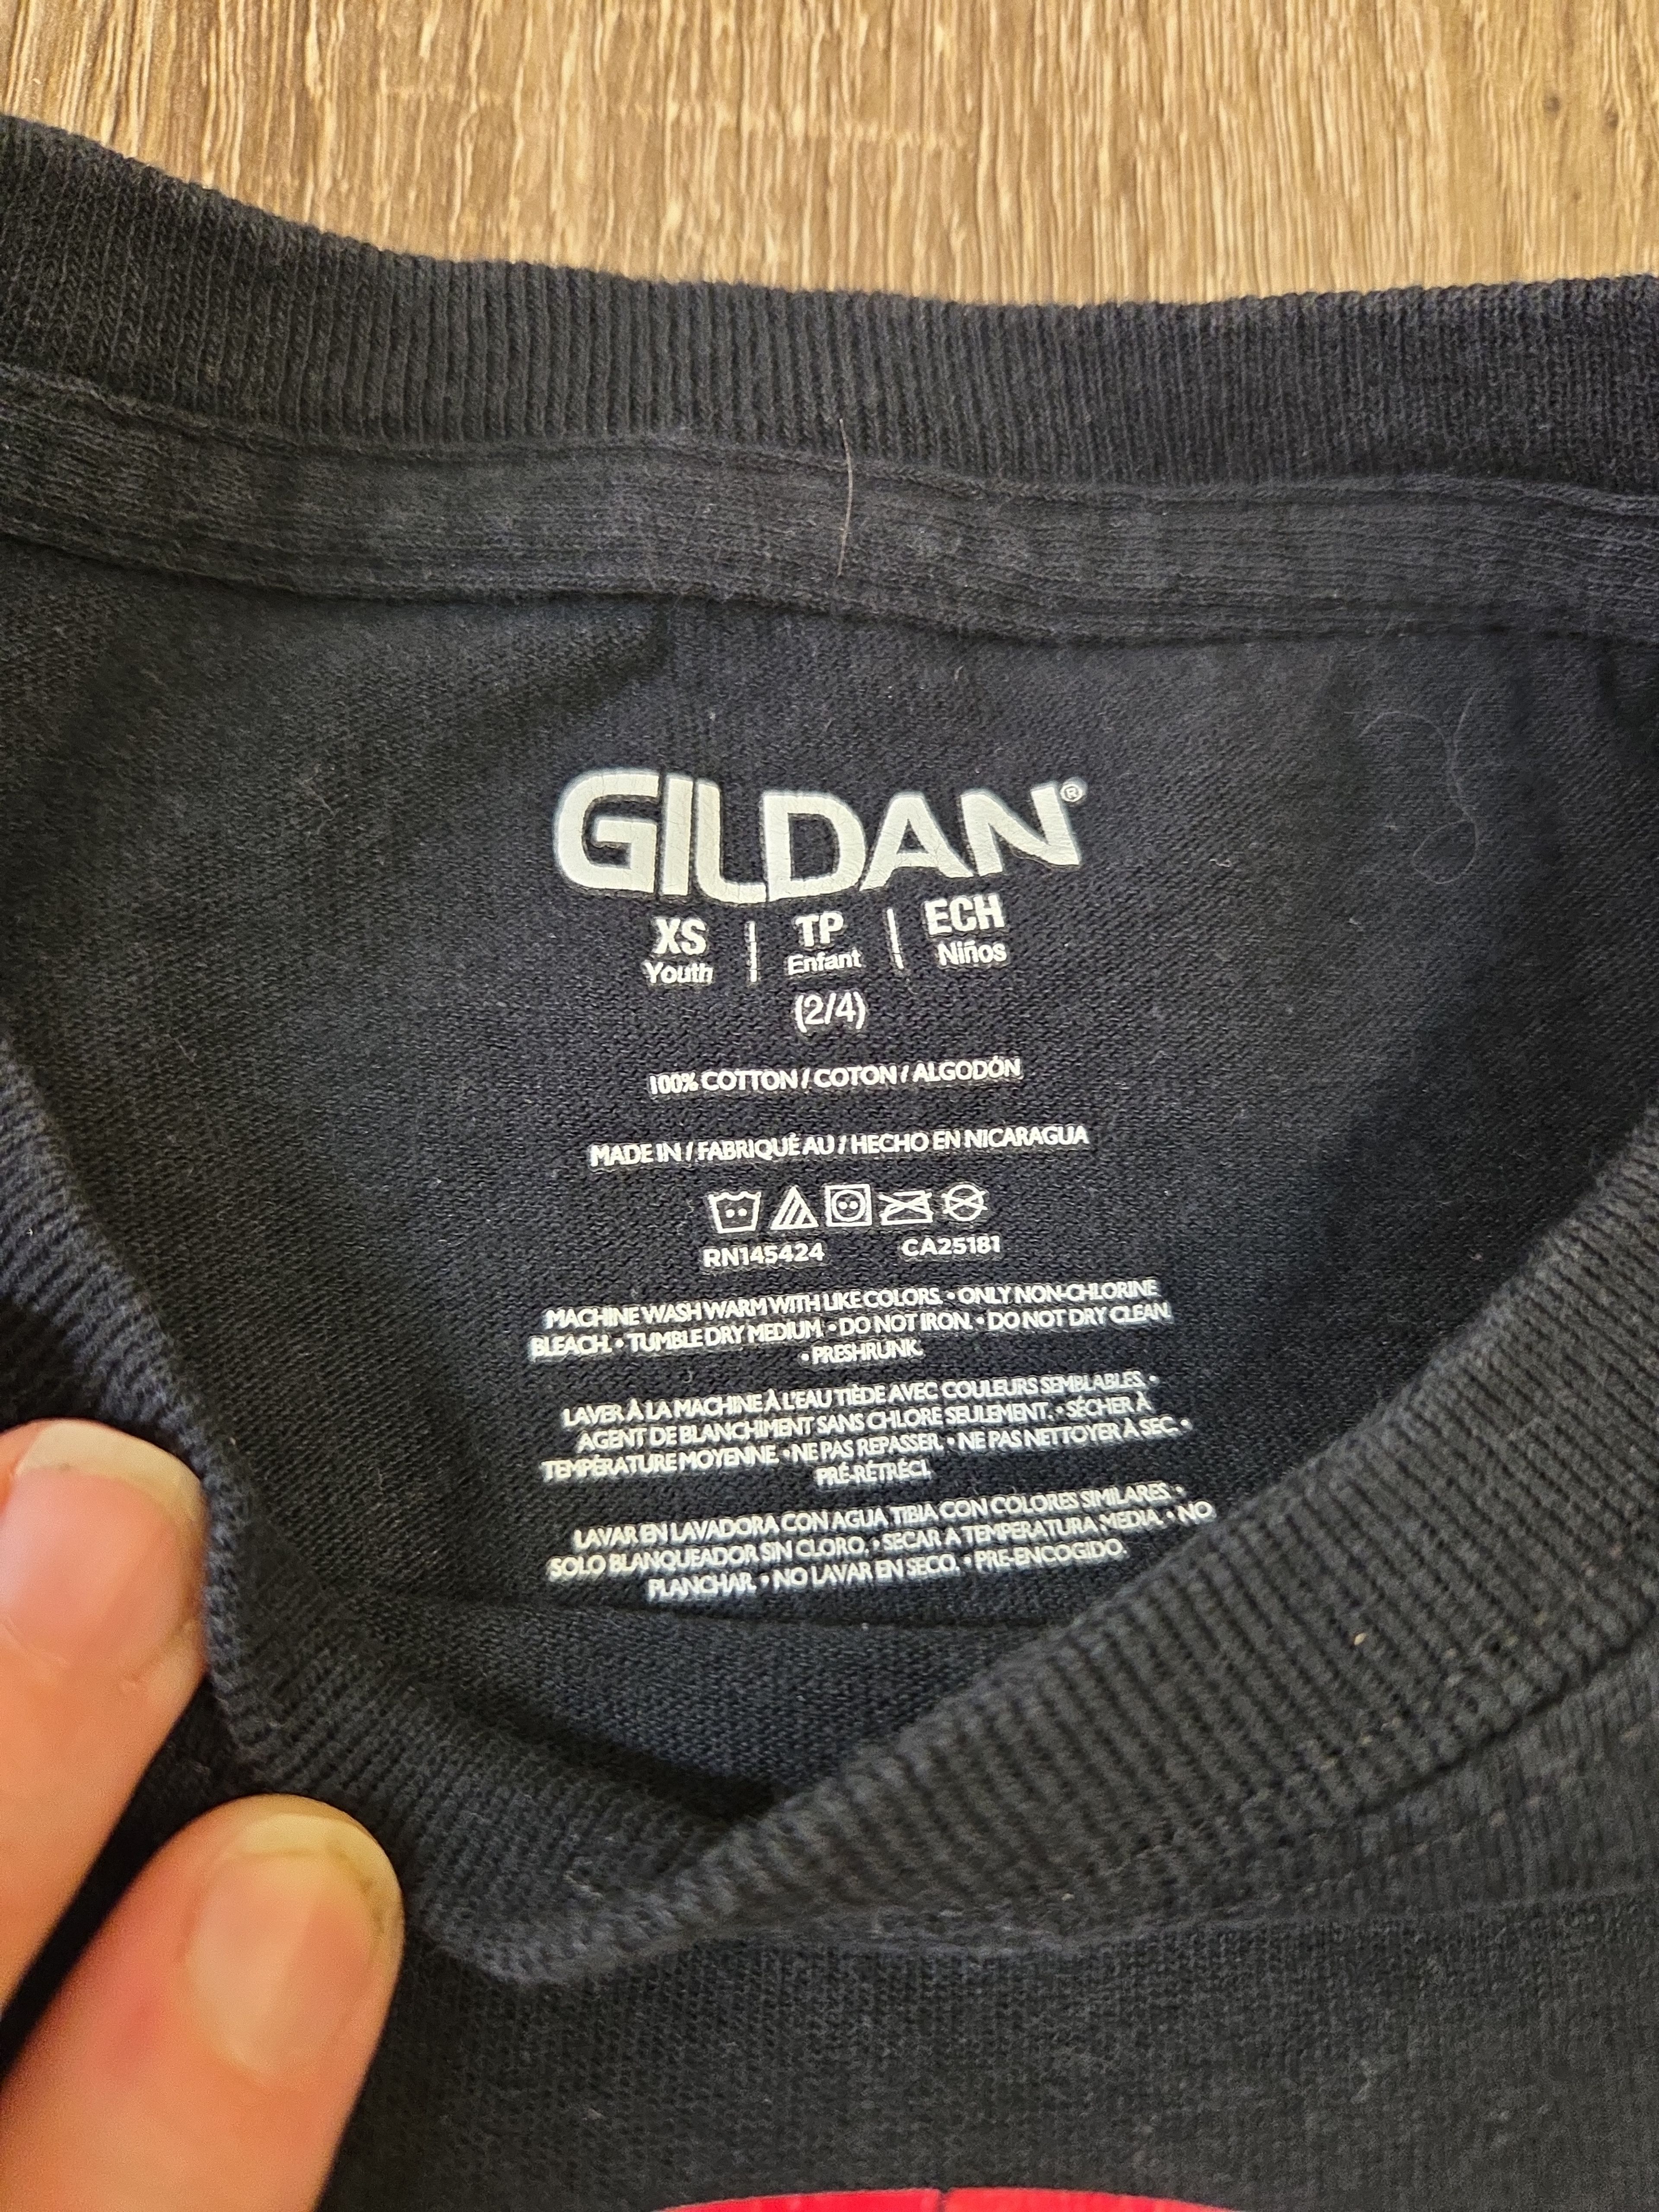 GILDAN®
XS | TP | ECH
Youth Enfant Niños
(2/4)
100% COTTON / COTON / ALGODÓN
MADE IN / FABRIQUÉ AU / HECHO EN NICARAGUA
RN145424 CA25181
MACHINE WASH WARM WITH LIKE COLORS. • ONLY NON-CHLORINE
BLEACH. • TUMBLE DRY MEDIUM. • DO NOT IRON. • DO NOT DRY CLEAN.
• PRESHRUNK.
LAVER À LA MACHINE À L'EAU TIÈDE AVEC COULEURS SEMBLABLES. •
AGENT DE BLANCHIMENT SANS CHLORE SEULEMENT. • SÉCHER À
TEMPÉRATURE MOYENNE. • NE PAS REPASSER. • NE PAS NETTOYER À SEC. •
PRÉ-RÉTRÉCI.
LAVAR EN LAVADORA CON AGUA TIBIA CON COLORES SIMILARES. •
SOLO BLANQUEADOR SIN CLORO. • SECAR A TEMPERATURA MEDIA. • NO
PLANCHAR. • NO LAVAR EN SECO. • PRE-ENCOGIDO.